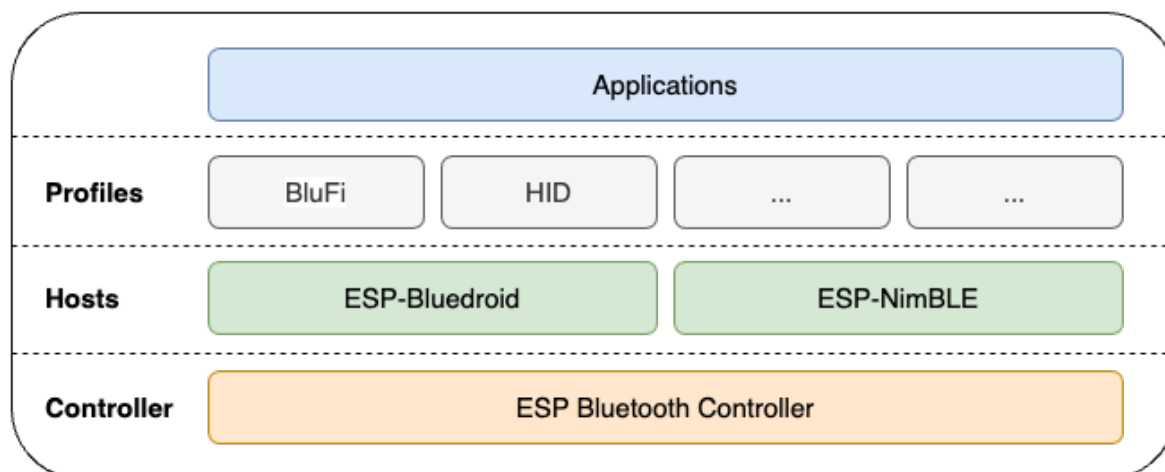 Applications
Profiles BluFi HID ... ...
Hosts ESP-Bluedroid ESP-NimBLE
Controller ESP Bluetooth Controller